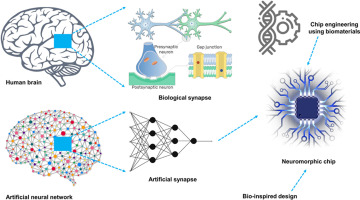 Chip engineering
using biomaterials
Presynaptic
neuron
Gap junction
Human brain
Postsynaptic neuron
Biological synapse
Neuromorphic chip
Artificial synapse
Artificial neural network
Bio-inspired design